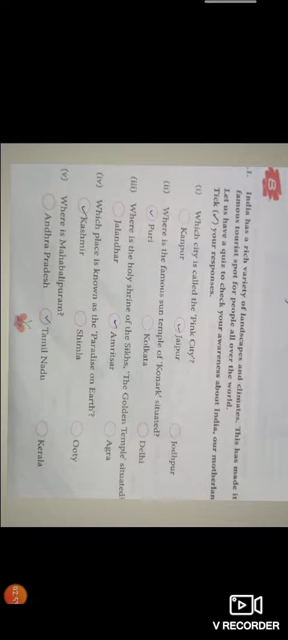 8
1. India has a rich variety of landscapes and climates. This has made it
famous tourist spot for people all over the world.
Let us have a quiz to check your awareness about India, our motherlan
Tick (✓) your responses.
(i) Which city is called the 'Pink City'?
Kanpur ✓ Jaipur Jodhpur
(ii) Where is the famous sun temple of 'Konark' situated?
✓ Puri Kolkata Delhi
(iii) Where is the holy shrine of the Sikhs, 'The Golden Temple' situated?
Jalandhar ✓ Amritsar Agra
(iv) Which place is known as the 'Paradise on Earth'?
✓ Kashmir Shimla Ooty
(v) Where is Mahabalipuram?
Andhra Pradesh ✓ Tamil Nadu Kerala
V RECORDER